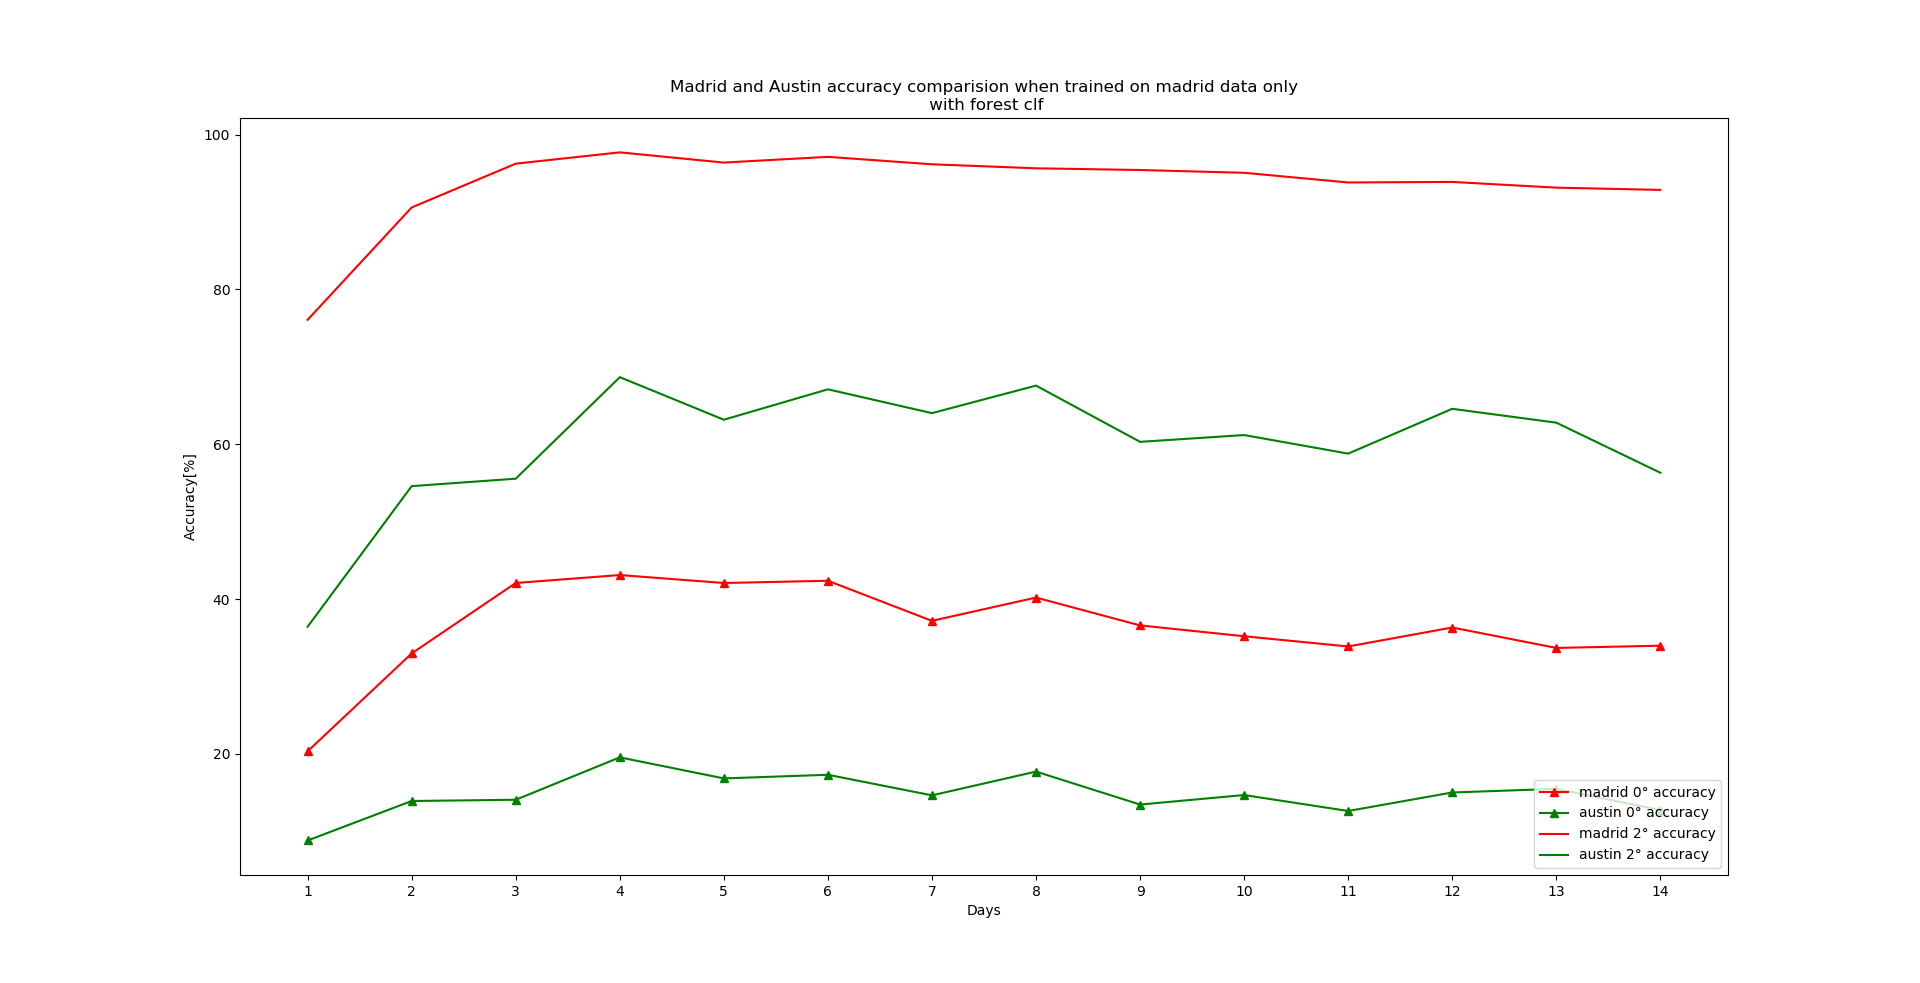 Madrid and Austin accuracy comparision when trained on madrid data only
with forest clf
Accuracy[%]
100
80
60
40
20
madrid 0° accuracy
austin 0° accuracy
madrid 2° accuracy
austin 2° accuracy
1 2 3 4 5 6 7 8 9 10 11 12 13 14
Days